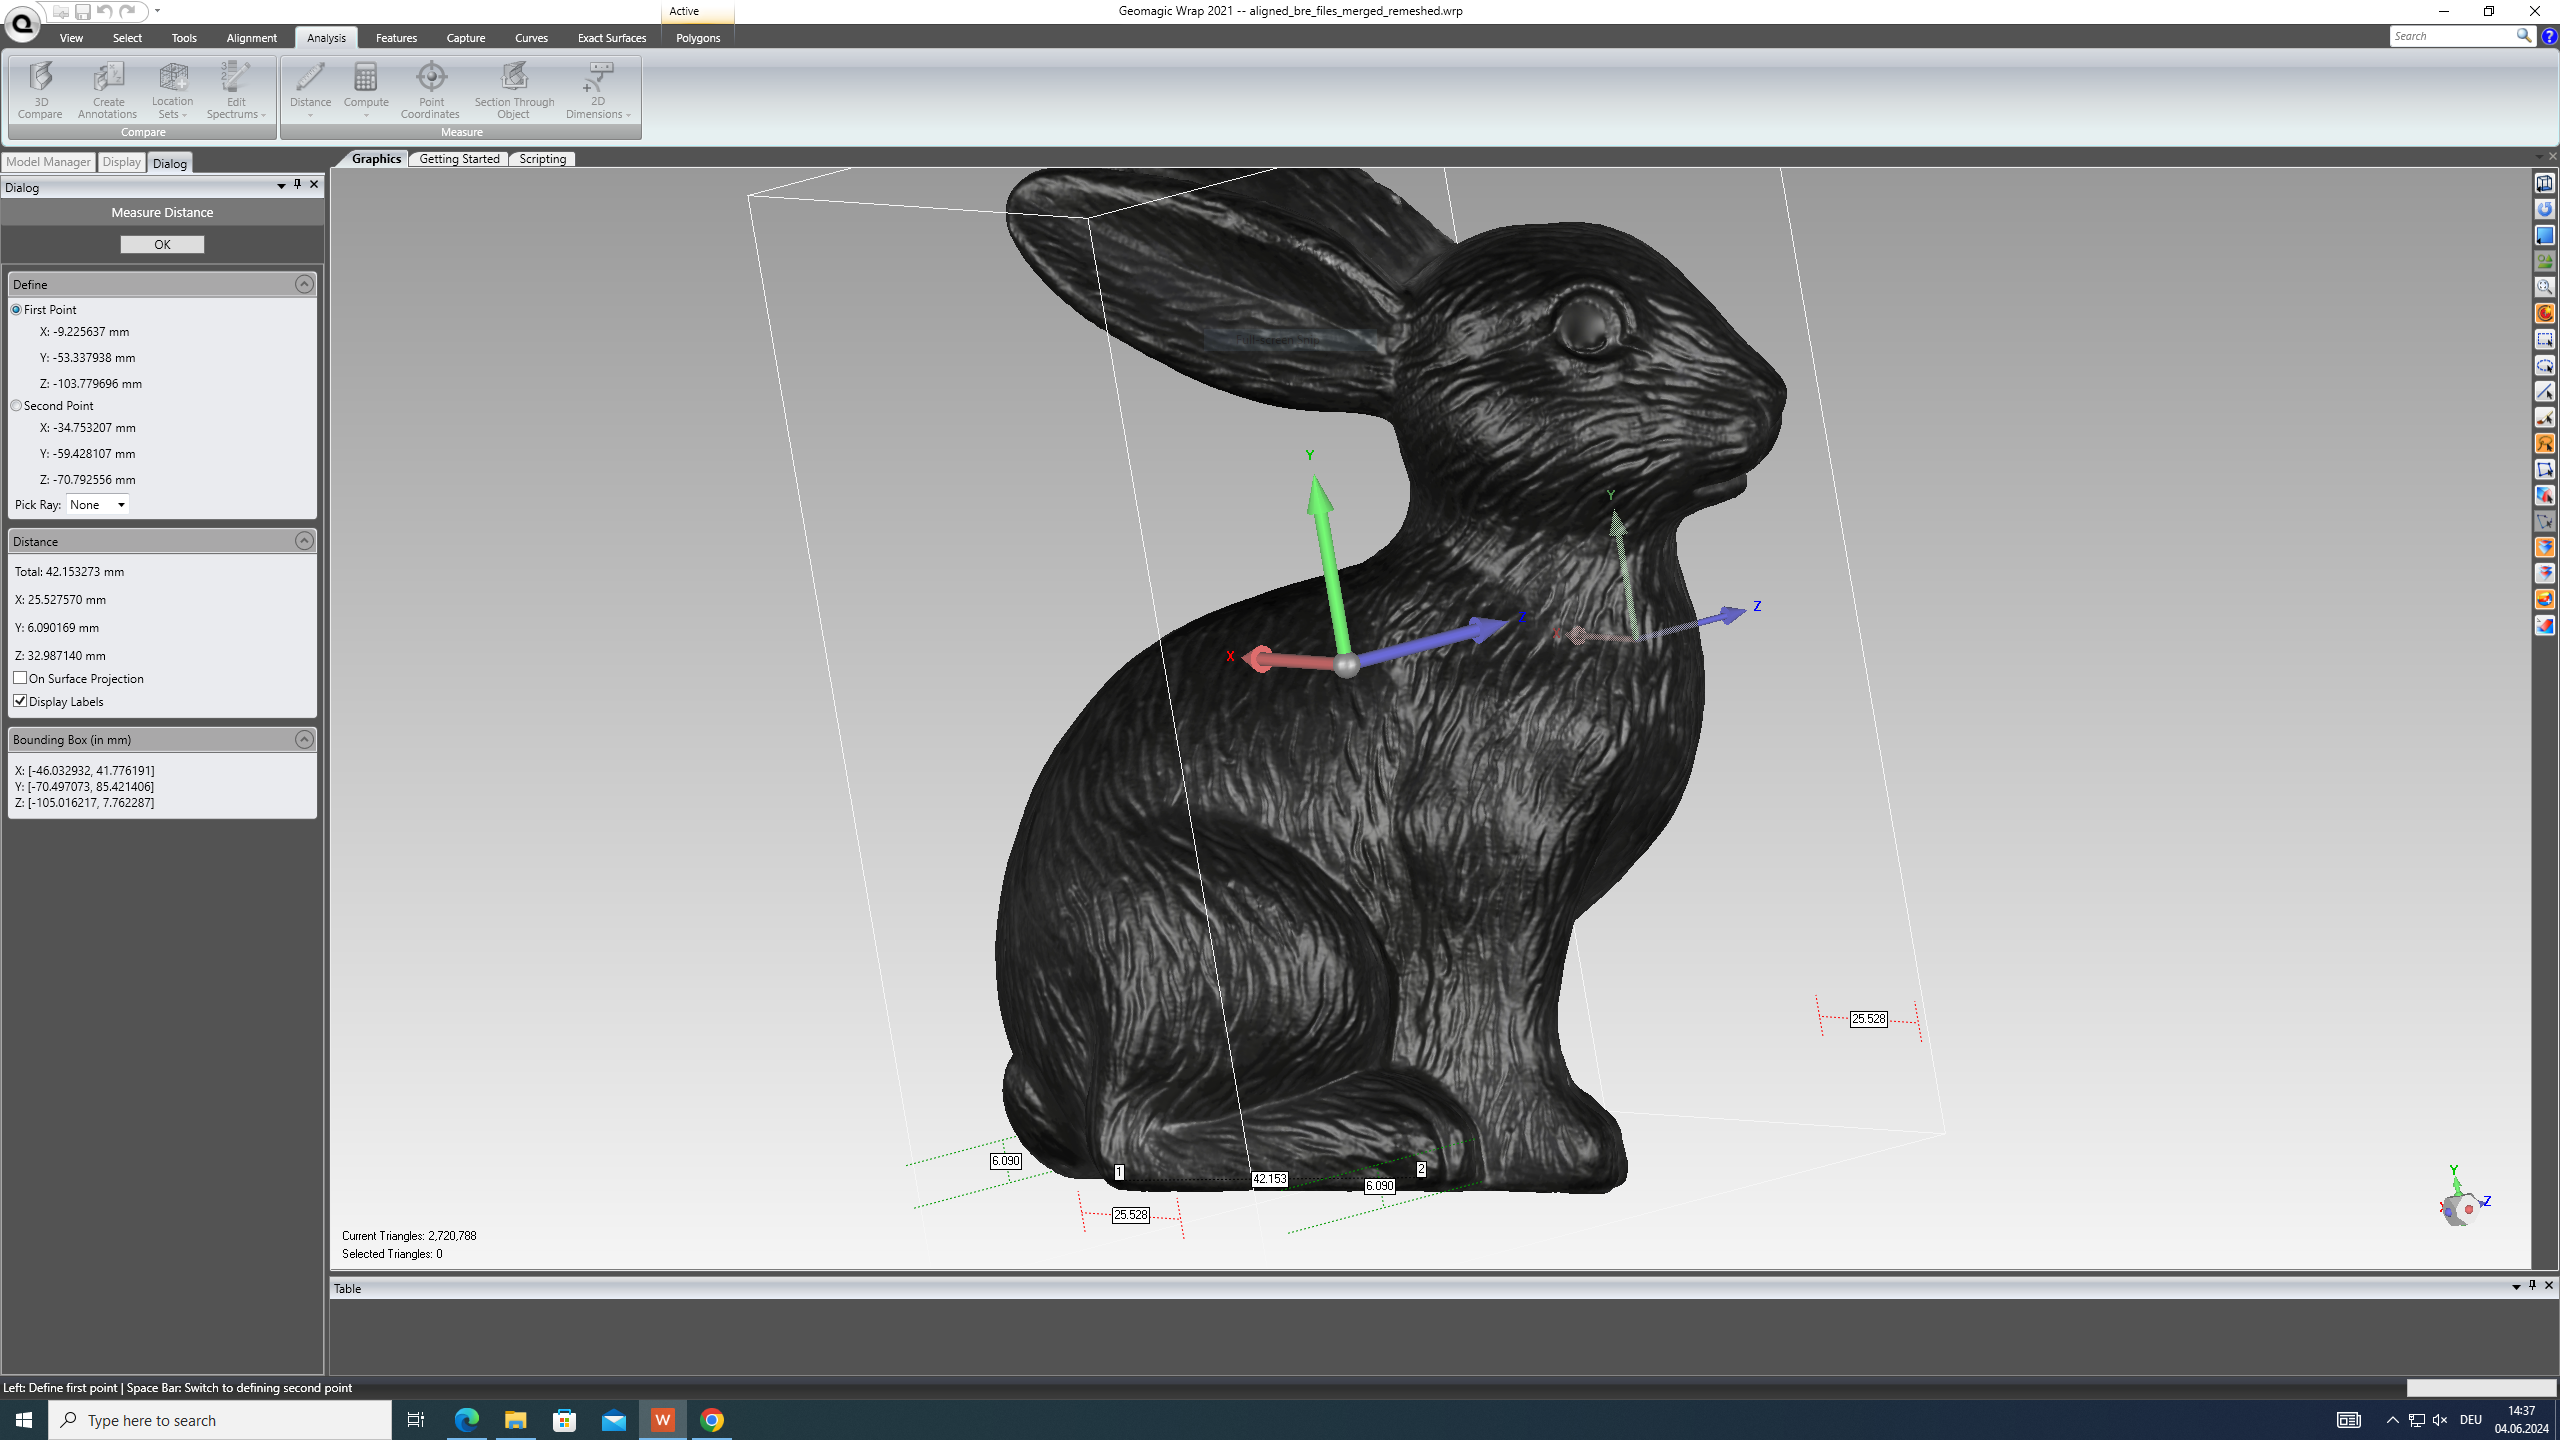 Active
Geomagic Wrap 2021 -- aligned_bre_files_merged_remeshed.wrp
View Select Tools Alignment Analysis Features Capture Curves Exact Surfaces Polygons
Search
3D Compare
Create Annotations
Location Sets
Edit Spectrums
Distance
Compute
Point Coordinates
Section Through Object
2D Dimensions
Compare
Measure
Model Manager Display Dialog
Graphics Getting Started Scripting
Dialog
Measure Distance
OK
Define
First Point
X: -9.225637 mm
Y: -53.337938 mm
Z: -103.779696 mm
Second Point
X: -34.753207 mm
Y: -59.428107 mm
Z: -70.792556 mm
Pick Ray: None
Distance
Total: 42.153273 mm
X: 25.527570 mm
Y: 6.090169 mm
Z: 32.987140 mm
On Surface Projection
Display Labels
Bounding Box (in mm)
X: [-46.032932, 41.776191]
Y: [-70.497073, 85.421406]
Z: [-105.016217, 7.762287]
Full-screen Snip
Y
Y
Z
Z
X
X
25.528
6.090
1
42.153
2
6.090
25.528
Y
X
Z
Current Triangles: 2,720,788
Selected Triangles: 0
Table
Left: Define first point | Space Bar: Switch to defining second point
Type here to search
W
DEU
14:37
04.06.2024